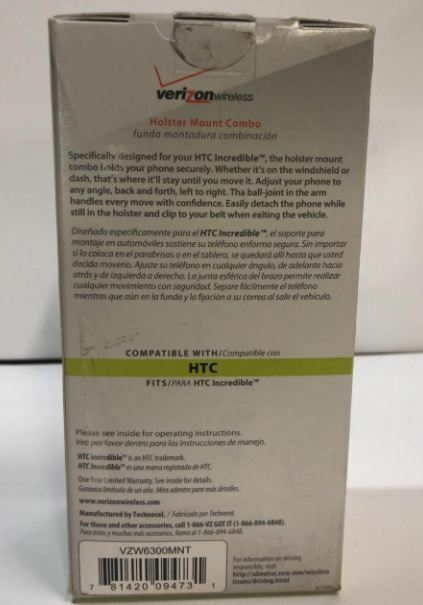 verizonwireless
Holster Mount Combo
funda montadura combinación
Specifically designed for your HTC Incredible™, the holster mount
combo holds your phone securely. Whether it's on the windshield or
dash, that's where it'll stay until you move it. Adjust your phone to
any angle, back and forth, left to right. Tha ball-joint in the arm
handles every move with confidence. Easily detach the phone while
still in the holster and clip to your belt when exiting the vehicle.
Diseñado específicamente para el HTC Incredible™, el soporte para
montaje en automóviles sostiene su teléfono enforma segura. Sin importar
si lo coloca en el parabrisas o en el tablero, se quedará allí hasta que usted
decida moverlo. Ajuste su teléfono en cualquier ángulo, de adelante hacia
atrás y de izquierda a derecha. La junta esférica del brazo permite realizar
cualquier movimiento con seguridad. Separe fácilmente el teléfono
mientras que aún en la funda y la fijación a su correa al salir el vehículo.
COMPATIBLE WITH/Compatible con
HTC
FITS/PARA HTC Incredible™
Please see inside for operating instructions.
Vea por favor dentro para las instrucciones de manejo.
HTC Incredible™ is an HTC trademark.
HTC Incredible™ es una marca registrada de HTC.
One Year Limited Warranty. See inside for details.
Garantía limitada de un año. Mira adentro para más detalles.
www.verizonwireless.com
Manufactured by Technocel. / Fabricado por Technocel.
For these and other accessories, call 1-866-VZ GOT IT (1-866-894-6848).
Para éstas y muchas más accesorios, llama al 1-866-894-6848.
VZW6300MNT
7 81420 09473 1
For information on driving
responsibly, visit
http://aboutus.vzw.com/wireless
issues/driving.html